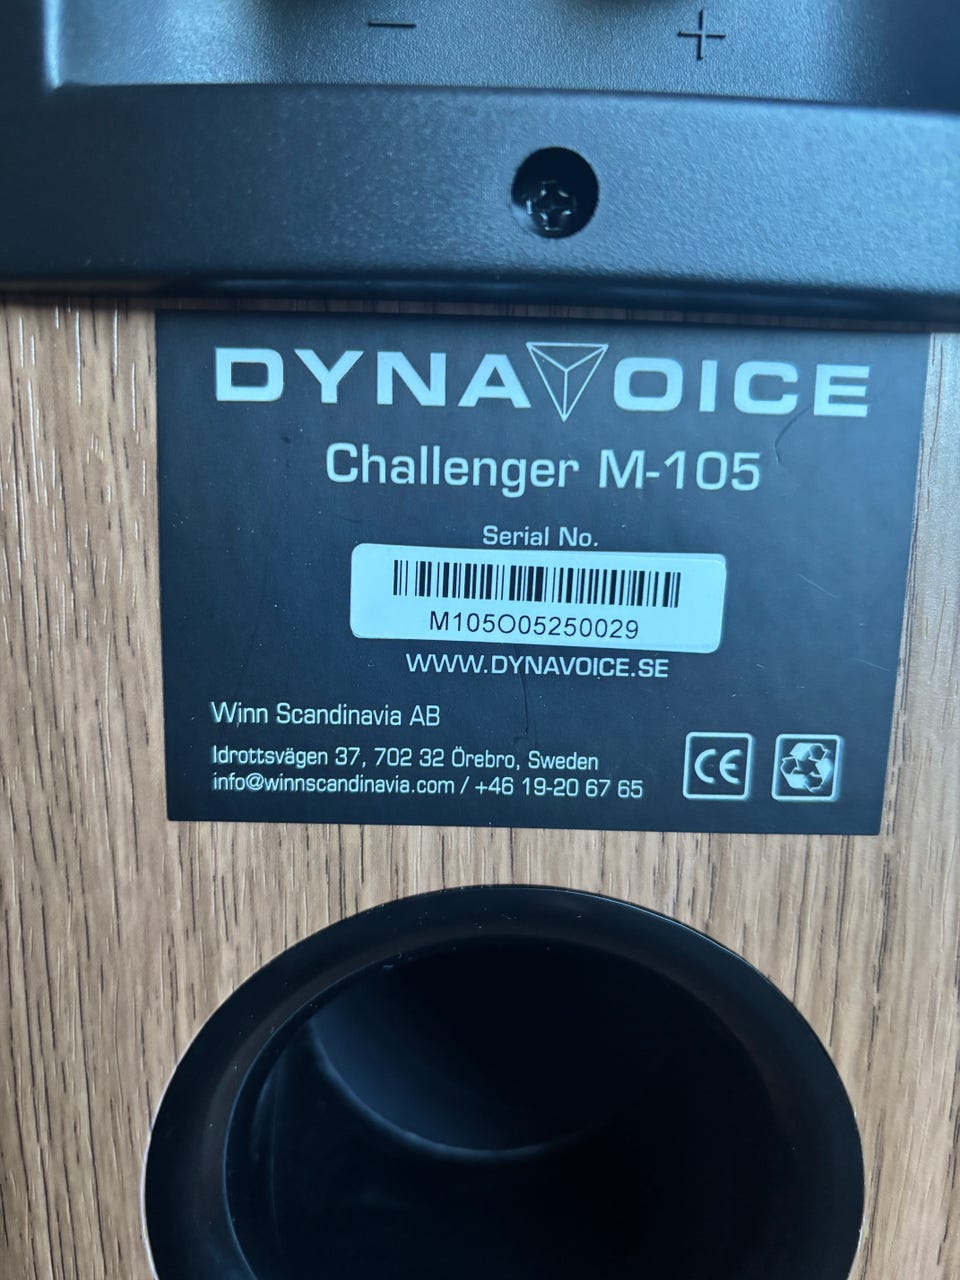 - +
DYNAVOICE
Challenger M-105
Serial No.
M105O05250029
WWW.DYNAVOICE.SE
Winn Scandinavia AB
Idrottsvägen 37, 702 32 Örebro, Sweden
info@winnscandinavia.com / +46 19-20 67 65
CE